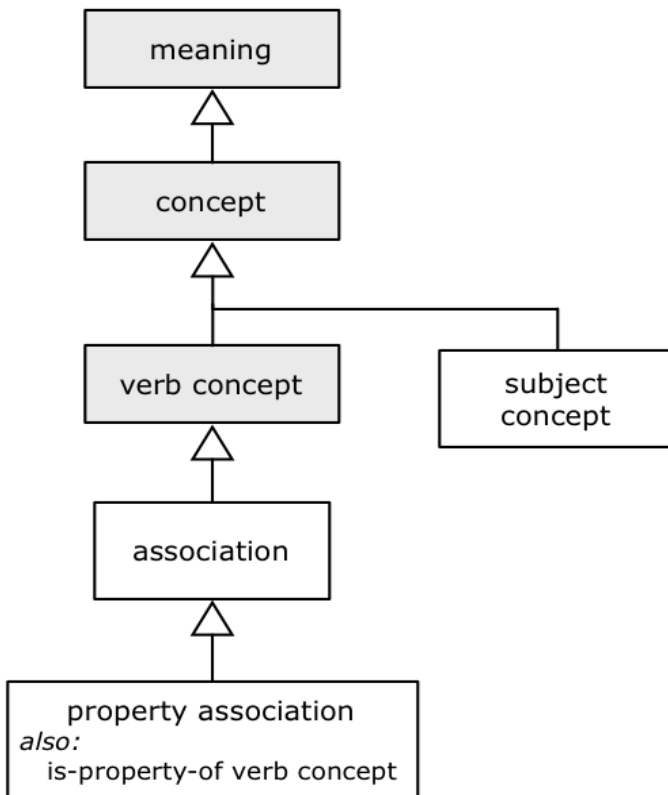 meaning
concept
verb concept
subject
concept
association
property association
also:
is-property-of verb concept